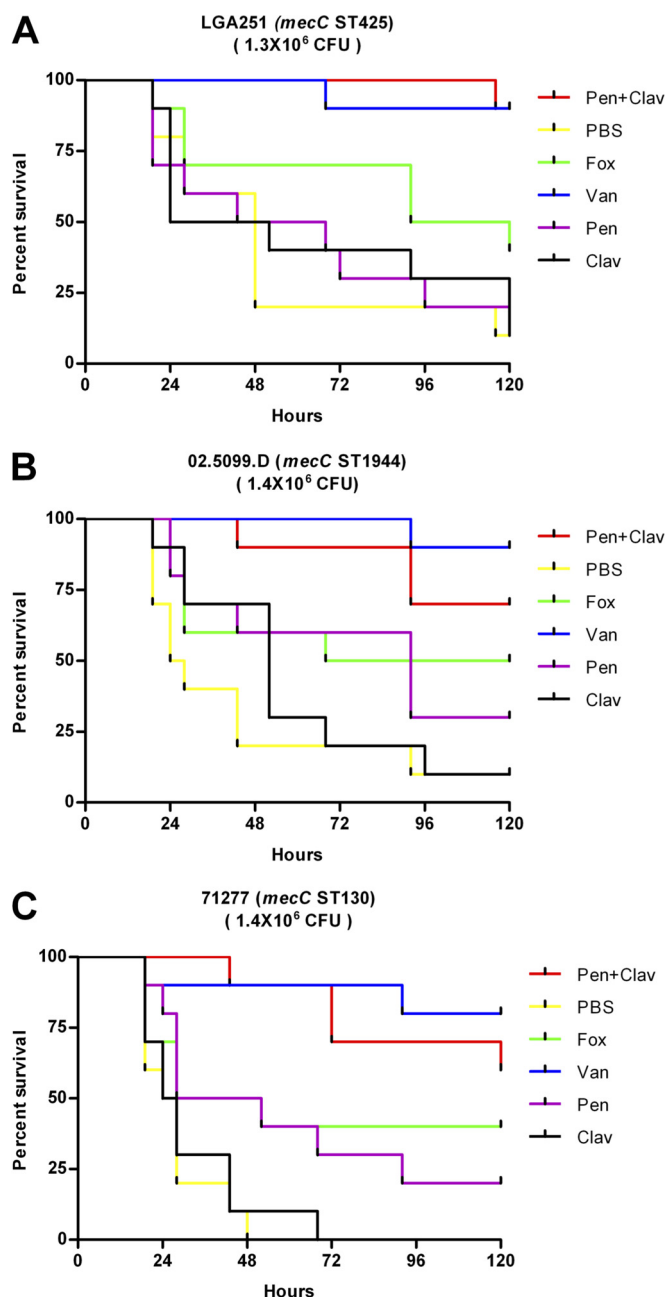 A
LGA251 (mecC ST425)
( 1.3X10⁶ CFU )
Percent survival
100
75
50
25
0
0 24 48 72 96 120
Hours
Pen+Clav
PBS
Fox
Van
Pen
Clav
B
02.5099.D (mecC ST1944)
( 1.4X10⁶ CFU)
Percent survival
100
75
50
25
0
0 24 48 72 96 120
Hours
Pen+Clav
PBS
Fox
Van
Pen
Clav
C
71277 (mecC ST130)
( 1.4X10⁶ CFU )
Percent survival
100
75
50
25
0
0 24 48 72 96 120
Hours
Pen+Clav
PBS
Fox
Van
Pen
Clav